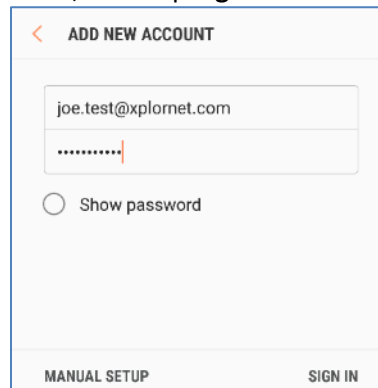 ADD NEW ACCOUNT
joe.test@xplornet.com
•••••••••••
Show password
MANUAL SETUP
SIGN IN